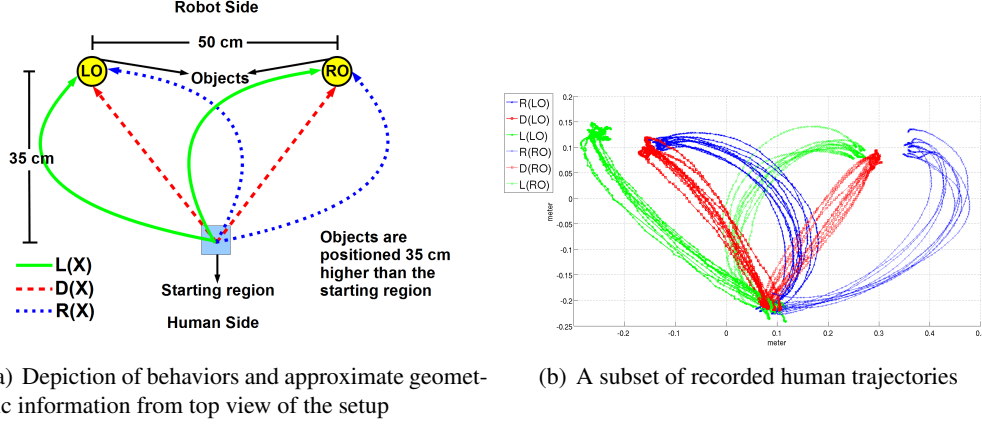 Robot Side
50 cm
LO
RO
Objects
35 cm
Objects are
positioned 35 cm
higher than the
starting region
L(X)
D(X)
R(X)
Starting region
Human Side
R(LO)
D(LO)
L(LO)
R(RO)
D(RO)
L(RO)
0.2
0.15
0.1
0.05
0
-0.05
-0.1
-0.15
-0.2
-0.25
meter
-0.2 -0.1 0 0.1 0.2 0.3 0.4
meter
) Depiction of behaviors and approximate geomet-
ic information from top view of the setup
(b) A subset of recorded human trajectories